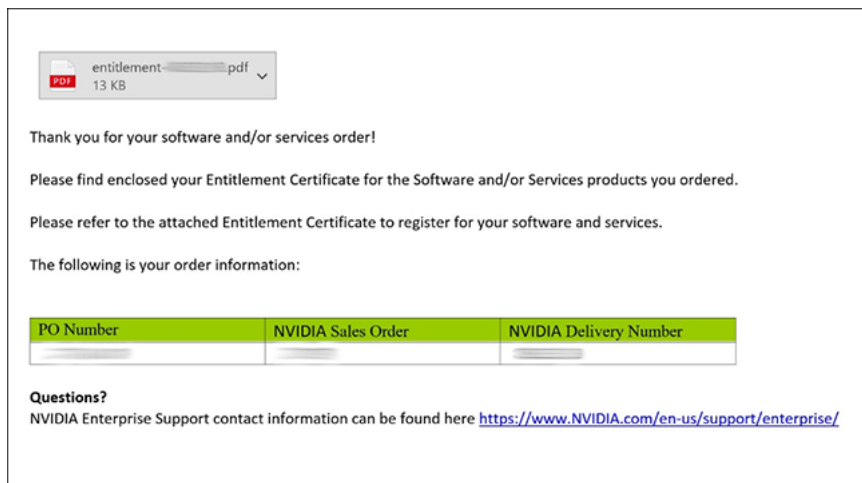 entitlement- .pdf
PDF
13 KB
Thank you for your software and/or services order!
Please find enclosed your Entitlement Certificate for the Software and/or Services products you ordered.
Please refer to the attached Entitlement Certificate to register for your software and services.
The following is your order information:
PO Number NVIDIA Sales Order NVIDIA Delivery Number
Questions?
NVIDIA Enterprise Support contact information can be found here https://www.NVIDIA.com/en-us/support/enterprise/